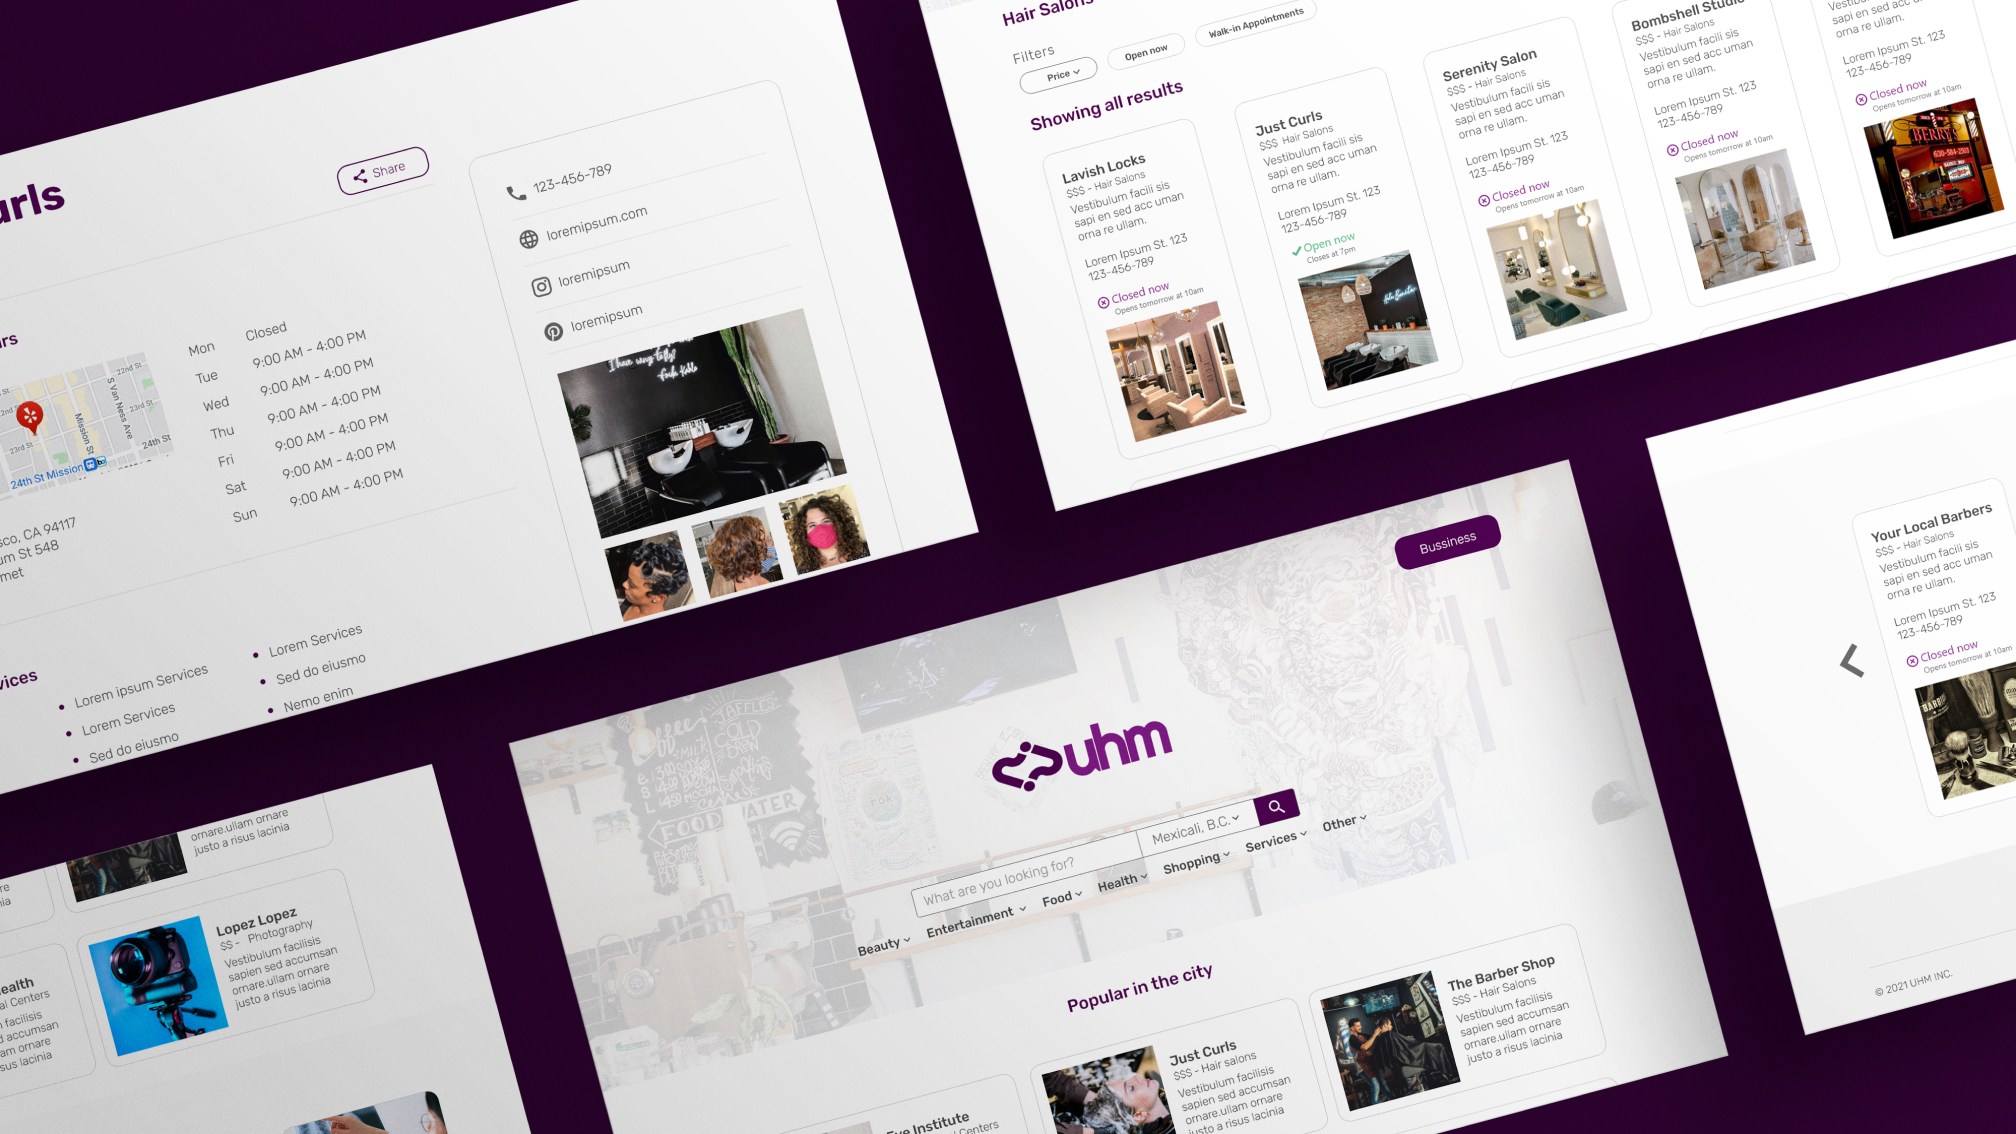 urls
Share
123-456-789
loremipsum.com
loremipsum
loremipsum
I have wny tofly?
urs
Mon Closed
Tue 9:00 AM - 4:00 PM
Wed 9:00 AM - 4:00 PM
Thu 9:00 AM - 4:00 PM
Fri 9:00 AM - 4:00 PM
Sat 9:00 AM - 4:00 PM
Sun 9:00 AM - 4:00 PM
22nd St
S Van Ness Ave
23rd St
Mission St
23rd St
24th St
24th St Mission
sco, CA 94117
um St 548
met
vices
Lorem ipsum Services
Lorem Services
Sed do eiusmo
Lorem Services
Sed do eiusmo
Nemo enim
Hair Salons
Filters
Price
Open now
Walk-in Appointments
Showing all results
Lavish Locks
$$$ - Hair Salons
Vestibulum facili sis
sapi en sed acc uman
orna re ullam.
Lorem Ipsum St. 123
123-456-789
Closed now
Opens tomorrow at 10am
Just Curls
$$$ Hair Salons
Vestibulum facili sis
sapi en sed acc uman
orna re ullam.
Lorem Ipsum St. 123
123-456-789
Open now
Closes at 7pm
Serenity Salon
$$$ - Hair Salons
Vestibulum facili sis
sapi en sed acc uman
orna re ullam.
Lorem Ipsum St. 123
123-456-789
Closed now
Opens tomorrow at 10am
Bombshell Studio
$$$ - Hair Salons
Vestibulum facili sis
sapi en sed acc uman
orna re ullam.
Lorem Ipsum St. 123
123-456-789
Closed now
Opens tomorrow at 10am
sapi en sed acc
orna re ullam.
Lorem Ipsum St. 123
123-456-789
Closed now
Opens tomorrow at 10am
BERRY'S
630-584-2503
Bussiness
uhm
What are you looking for?
Mexicali, B.C.
Beauty
Entertainment
Food
Health
Shopping
Services
Other
JAFFLES
COLD
FOOD
WATER
Popular in the city
The Barber Shop
$$$ - Hair Salons
Vestibulum facilisis
sapien sed accumsan
ornare.ullam ornare
justo a risus lacinia
Just Curls
$$$ - Hair salons
Vestibulum facilisis
sapien sed accumsan
ornare.ullam ornare
justo a risus lacinia
Eye Institute
al Centers
Your Local Barbers
$$$ - Hair Salons
Vestibulum facili sis
sapi en sed acc uman
orna re ullam.
Lorem Ipsum St. 123
123-456-789
Closed now
Opens tomorrow at 10am
© 2021 UHM INC.
ornare.ullam ornare
justo a risus lacinia
re
nia
Lopez Lopez
$$ - Photography
Vestibulum facilisis
sapien sed accumsan
ornare.ullam ornare
justo a risus lacinia
ealth
al Centers
facilisis
d accumsan
am ornare
us lacinia